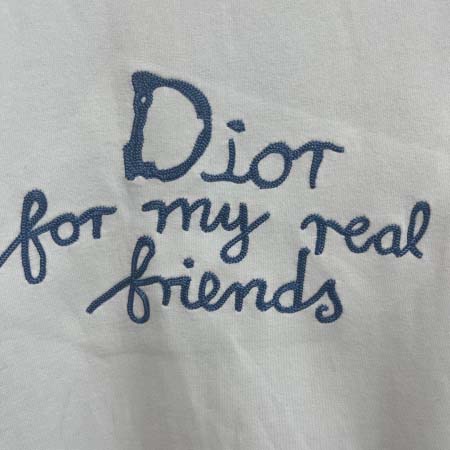 Dior
for my real
friends